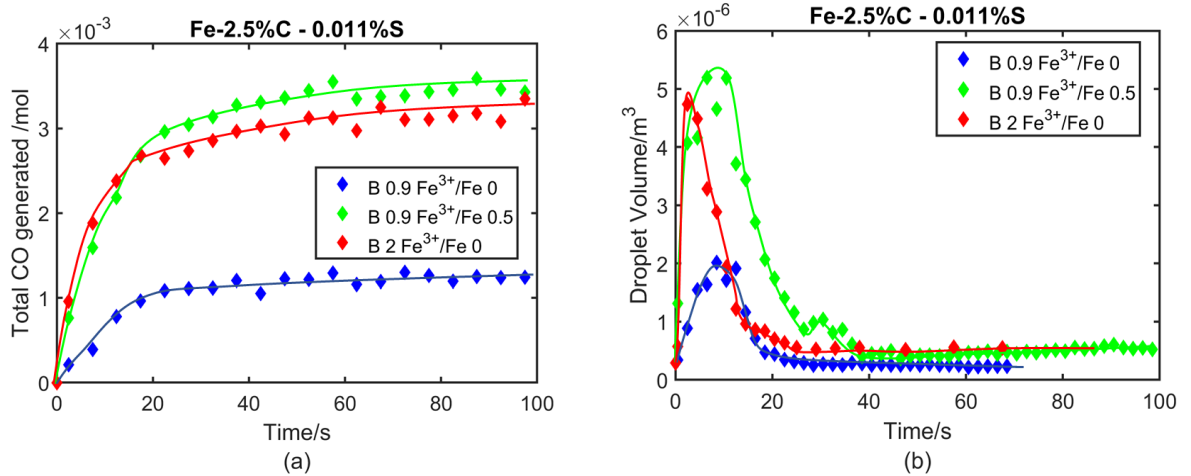 Fe-2.5%C - 0.011%S
×10⁻³
Total CO generated /mol
4
3
2
1
0
B 0.9 Fe³⁺/Fe 0
B 0.9 Fe³⁺/Fe 0.5
B 2 Fe³⁺/Fe 0
0 20 40 60 80 100
Time/s
(a)
Fe-2.5%C - 0.011%S
×10⁻⁶
Droplet Volume/m³
6
5
4
3
2
1
0
B 0.9 Fe³⁺/Fe 0
B 0.9 Fe³⁺/Fe 0.5
B 2 Fe³⁺/Fe 0
0 20 40 60 80 100
Time/s
(b)